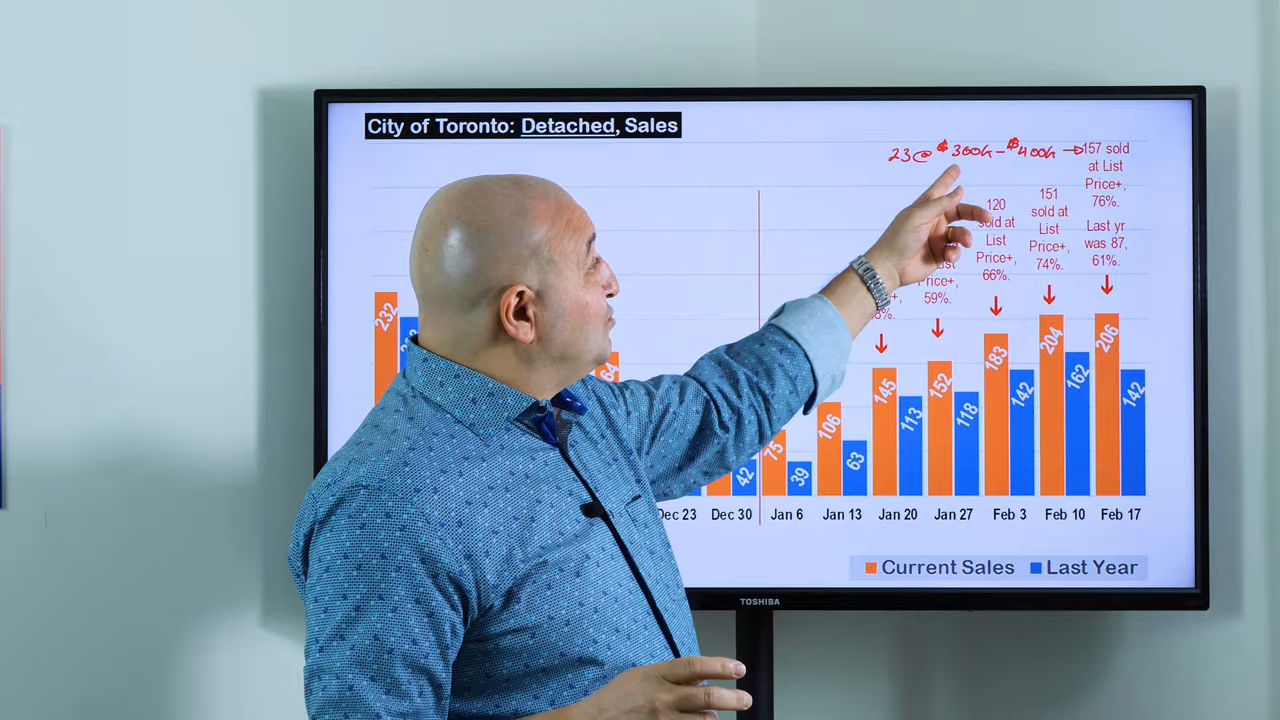 City of Toronto: Detached, Sales
23@ $300k - $400k →
157 sold
at List
Price+,
76%.
Last yr
was 87,
61%.
151
sold at
List
Price+,
74%.
120
sold at
List
Price+,
66%.
List
Price+,
59%.
232
64
42
75
39
106
63
145
113
152
118
183
142
204
162
206
142
Dec 23
Dec 30
Jan 6
Jan 13
Jan 20
Jan 27
Feb 3
Feb 10
Feb 17
Current Sales
Last Year
TOSHIBA